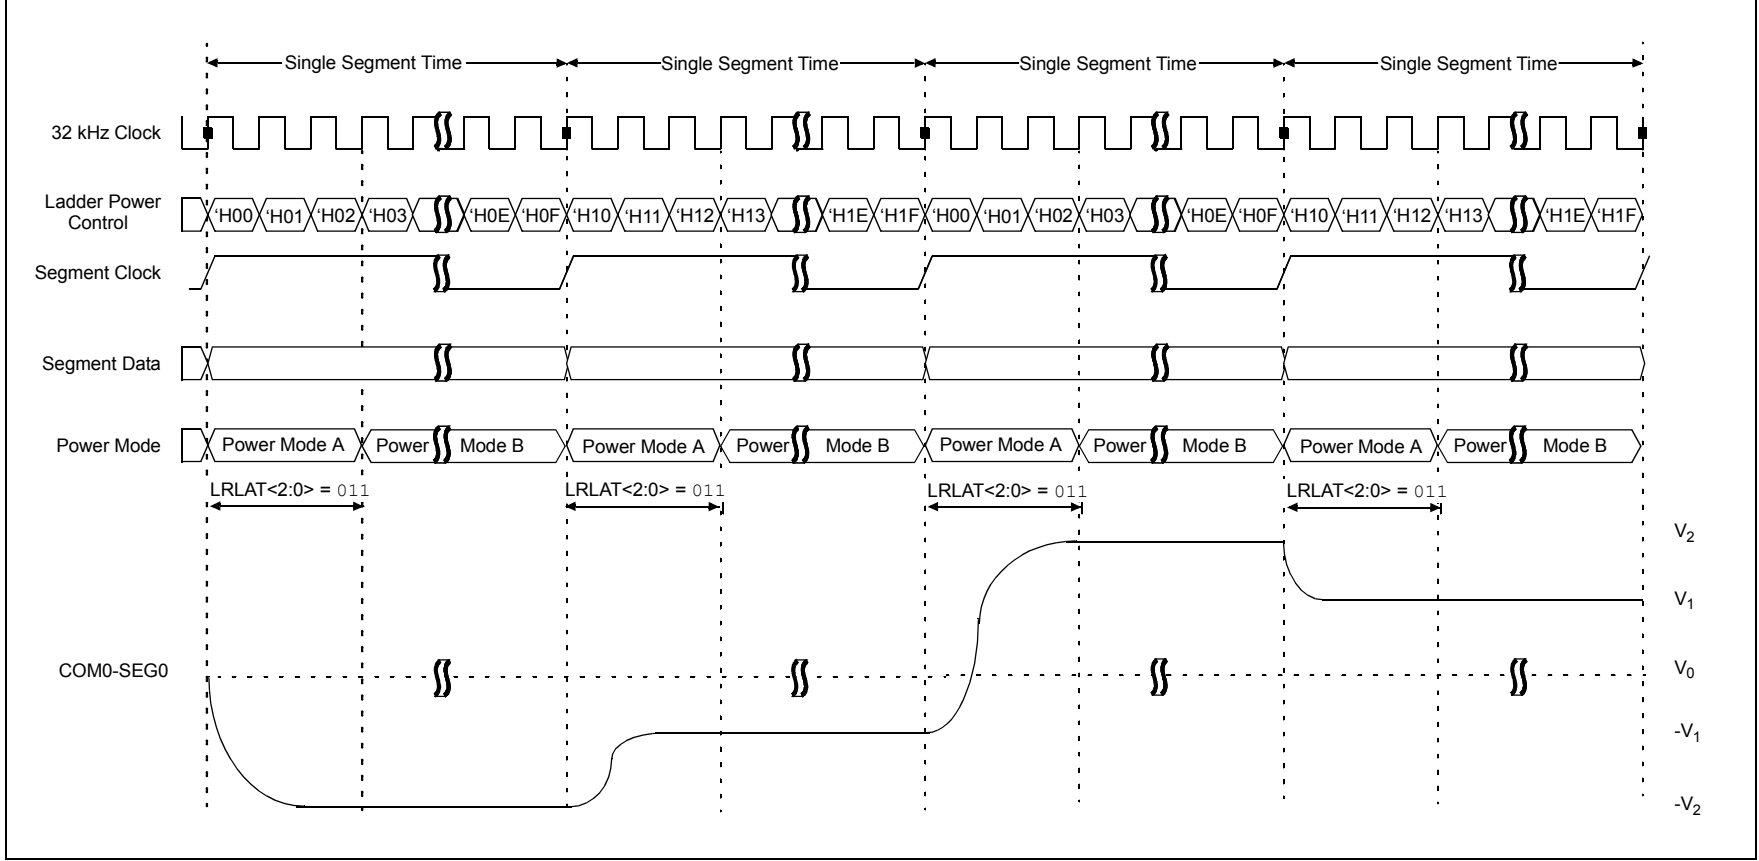 Single Segment Time Single Segment Time Single Segment Time Single Segment Time
32 kHz Clock
Ladder Power
Control
‘H00 ‘H01 ‘H02 ‘H03 ‘H0E ‘H0F ‘H10 ‘H11 ‘H12 ‘H13 ‘H1E ‘H1F ‘H00 ‘H01 ‘H02 ‘H03 ‘H0E ‘H0F ‘H10 ‘H11 ‘H12 ‘H13 ‘H1E ‘H1F
Segment Clock
Segment Data
Power Mode Power Mode A Power Mode B Power Mode A Power Mode B Power Mode A Power Mode B Power Mode A Power Mode B
LRLAT<2:0> = 011 LRLAT<2:0> = 011 LRLAT<2:0> = 011 LRLAT<2:0> = 011
V2
V1
COM0-SEG0 V0
-V1
-V2